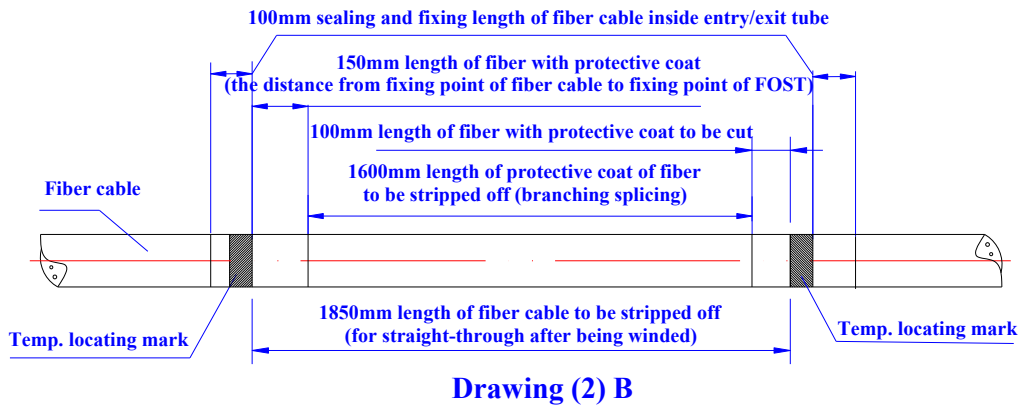 100mm sealing and fixing length of fiber cable inside entry/exit tube
150mm length of fiber with protective coat
(the distance from fixing point of fiber cable to fixing point of FOST)
100mm length of fiber with protective coat to be cut
1600mm length of protective coat of fiber
to be stripped off (branching splicing)
Fiber cable
1850mm length of fiber cable to be stripped off
(for straight-through after being winded)
Temp. locating mark
Temp. locating mark
Drawing (2) B